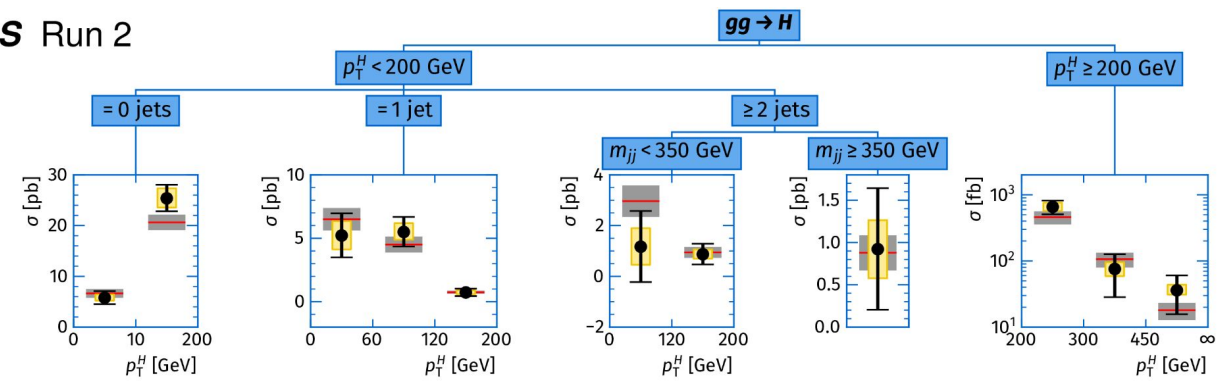 S Run 2
gg → H
p_T^H < 200 GeV
p_T^H ≥ 200 GeV
= 0 jets
= 1 jet
≥ 2 jets
m_jj < 350 GeV
m_jj ≥ 350 GeV
σ [pb]
30
20
10
0
0 10 200
p_T^H [GeV]
σ [pb]
10
5
0
0 60 120 200
p_T^H [GeV]
σ [pb]
4
2
0
−2
0 120 200
p_T^H [GeV]
σ [pb]
1.5
1.0
0.5
0.0
σ [fb]
10^3
10^2
10^1
200 300 450 ∞
p_T^H [GeV]